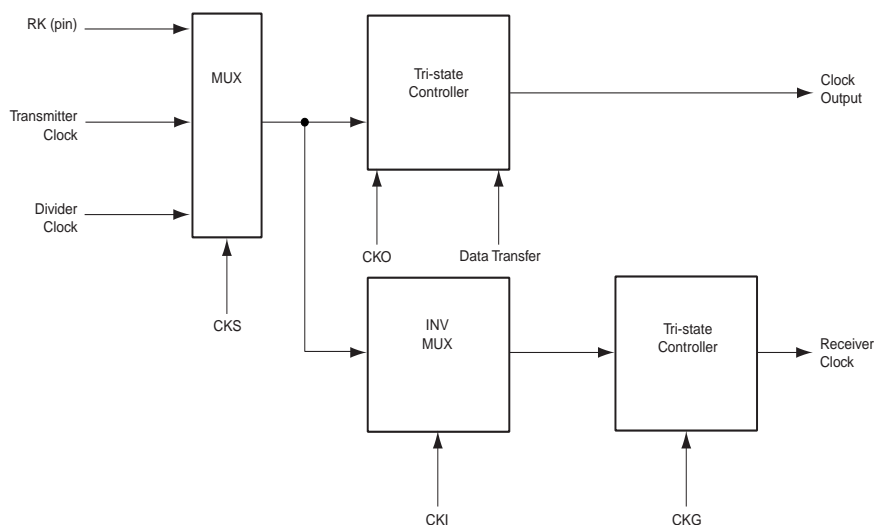 RK (pin)
MUX
Tri-state
Controller
Clock
Output
Transmitter
Clock
Divider
Clock
CKO
Data Transfer
CKS
INV
MUX
Tri-state
Controller
Receiver
Clock
CKI
CKG